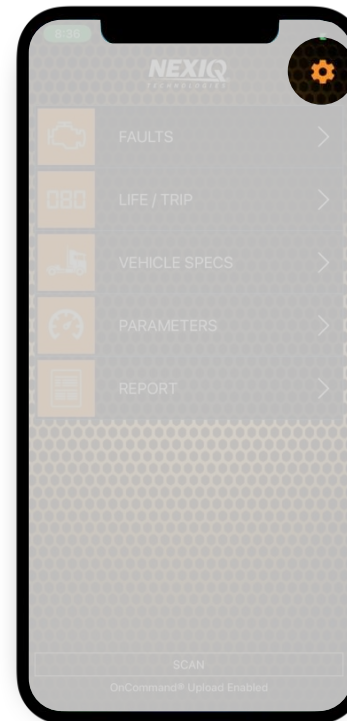 8:36
NEXIQ
TECHNOLOGIES
FAULTS
LIFE / TRIP
VEHICLE SPECS
PARAMETERS
REPORT
SCAN
OnCommand® Upload Enabled